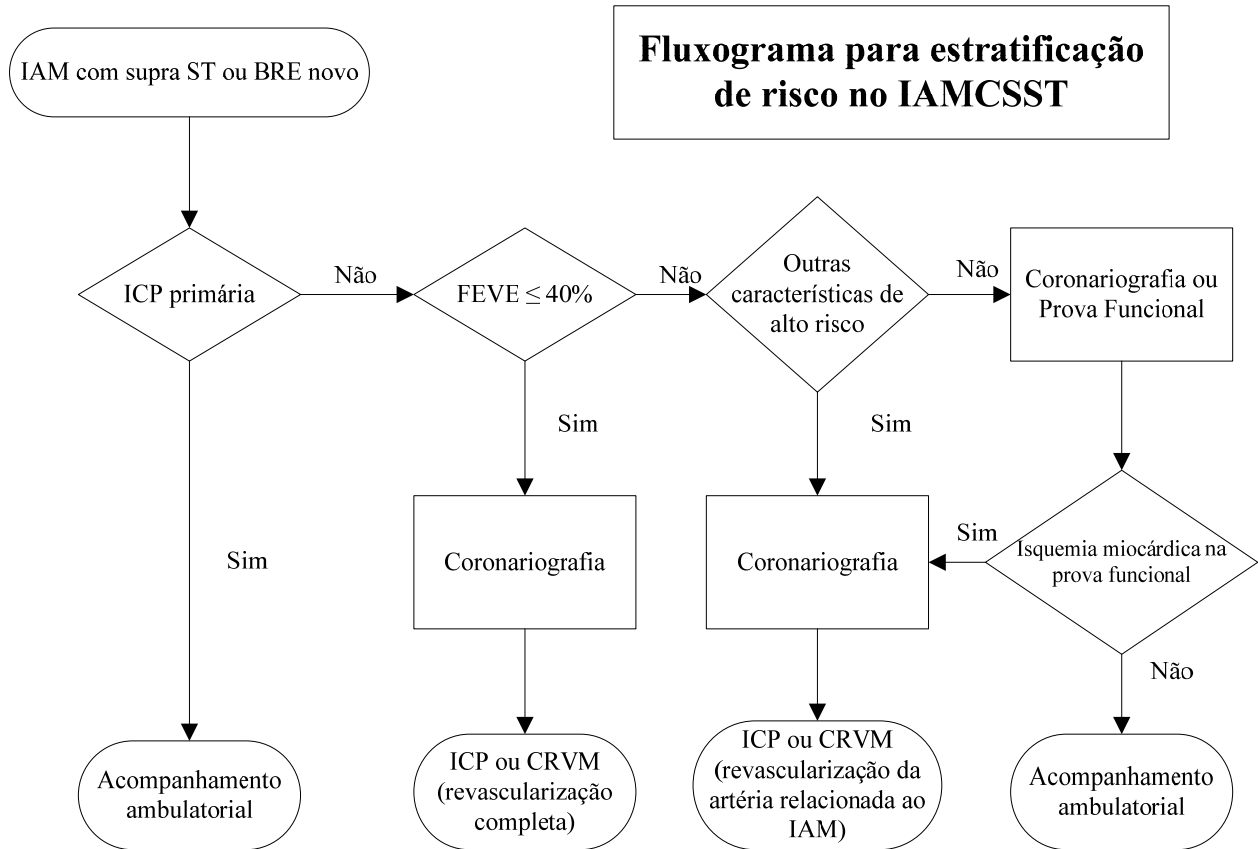 Fluxograma para estratificação
de risco no IAMCSST
IAM com supra ST ou BRE novo
ICP primária
Não
FEVE ≤ 40%
Não
Outras
características de
alto risco
Não
Coronariografia ou
Prova Funcional
Sim
Sim
Sim
Coronariografia
Coronariografia
Sim
Isquemia miocárdica na
prova funcional
Não
Acompanhamento
ambulatorial
ICP ou CRVM
(revascularização
completa)
ICP ou CRVM
(revascularização da
artéria relacionada ao
IAM)
Acompanhamento
ambulatorial